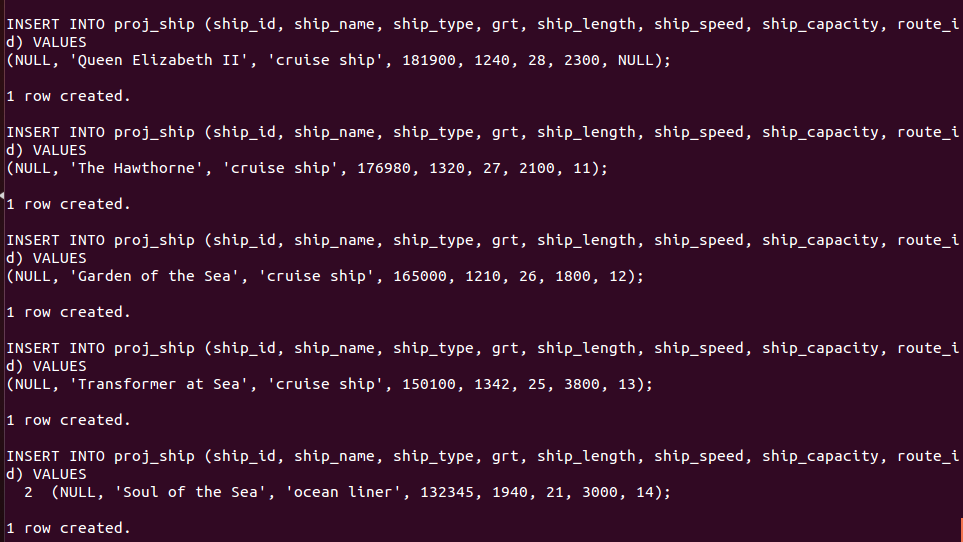 INSERT INTO proj_ship (ship_id, ship_name, ship_type, grt, ship_length, ship_speed, ship_capacity, route_i
d) VALUES
(NULL, 'Queen Elizabeth II', 'cruise ship', 181900, 1240, 28, 2300, NULL);
1 row created.
INSERT INTO proj_ship (ship_id, ship_name, ship_type, grt, ship_length, ship_speed, ship_capacity, route_i
d) VALUES
(NULL, 'The Hawthorne', 'cruise ship', 176980, 1320, 27, 2100, 11);
1 row created.
INSERT INTO proj_ship (ship_id, ship_name, ship_type, grt, ship_length, ship_speed, ship_capacity, route_i
d) VALUES
(NULL, 'Garden of the Sea', 'cruise ship', 165000, 1210, 26, 1800, 12);
1 row created.
INSERT INTO proj_ship (ship_id, ship_name, ship_type, grt, ship_length, ship_speed, ship_capacity, route_i
d) VALUES
(NULL, 'Transformer at Sea', 'cruise ship', 150100, 1342, 25, 3800, 13);
1 row created.
INSERT INTO proj_ship (ship_id, ship_name, ship_type, grt, ship_length, ship_speed, ship_capacity, route_i
d) VALUES
2 (NULL, 'Soul of the Sea', 'ocean liner', 132345, 1940, 21, 3000, 14);
1 row created.